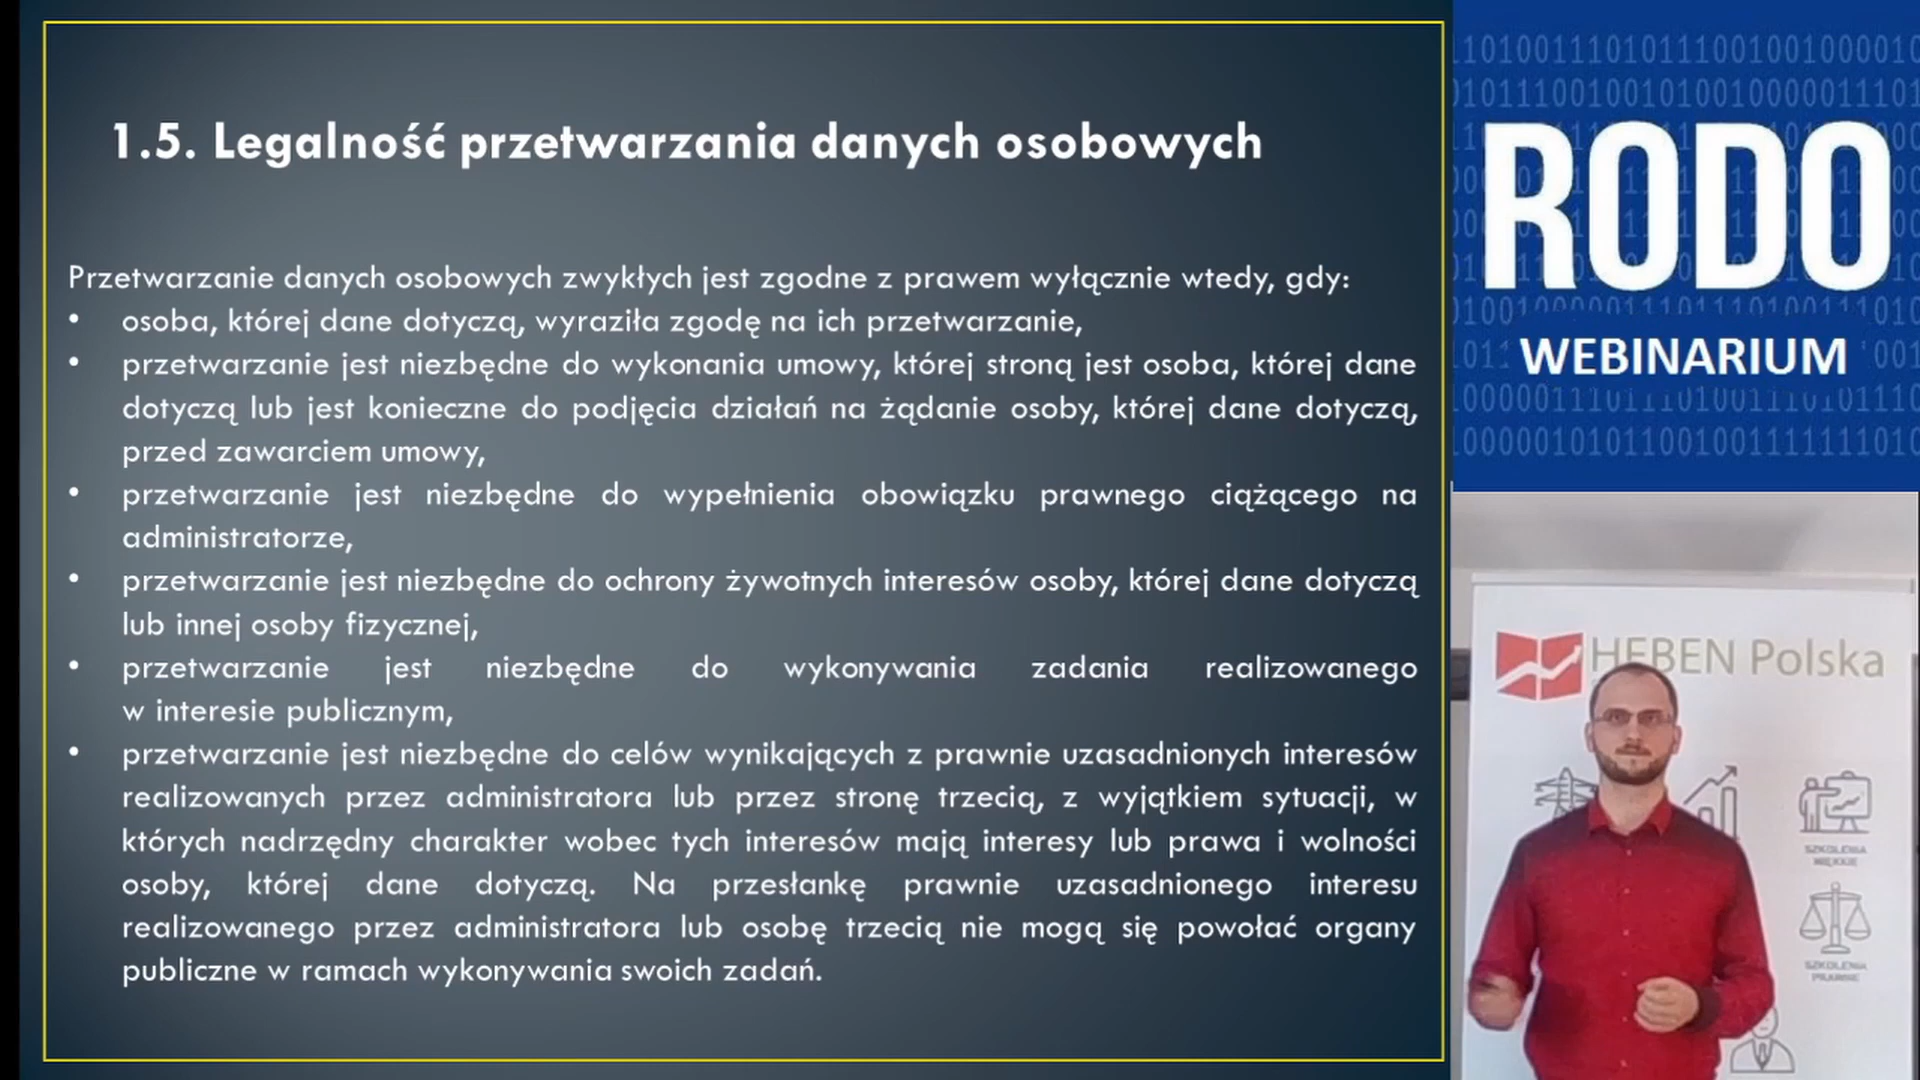 1.5. Legalność przetwarzania danych osobowych
Przetwarzanie danych osobowych zwykłych jest zgodne z prawem wyłącznie wtedy, gdy:
• osoba, której dane dotyczą, wyraziła zgodę na ich przetwarzanie,
• przetwarzanie jest niezbędne do wykonania umowy, której stroną jest osoba, której dane
dotyczą lub jest konieczne do podjęcia działań na żądanie osoby, której dane dotyczą,
przed zawarciem umowy,
• przetwarzanie jest niezbędne do wypełnienia obowiązku prawnego ciążącego na
administratorze,
• przetwarzanie jest niezbędne do ochrony żywotnych interesów osoby, której dane dotyczą
lub innej osoby fizycznej,
• przetwarzanie jest niezbędne do wykonywania zadania realizowanego
w interesie publicznym,
• przetwarzanie jest niezbędne do celów wynikających z prawnie uzasadnionych interesów
realizowanych przez administratora lub przez stronę trzecią, z wyjątkiem sytuacji, w
których nadrzędny charakter wobec tych interesów mają interesy lub prawa i wolności
osoby, której dane dotyczą. Na przesłankę prawnie uzasadnionego interesu
realizowanego przez administratora lub osobę trzecią nie mogą się powołać organy
publiczne w ramach wykonywania swoich zadań.
RODO
WEBINARIUM
HEBEN Polska
SZKOLENIA
MIĘKKIE
SZKOLENIA
PRAWNE